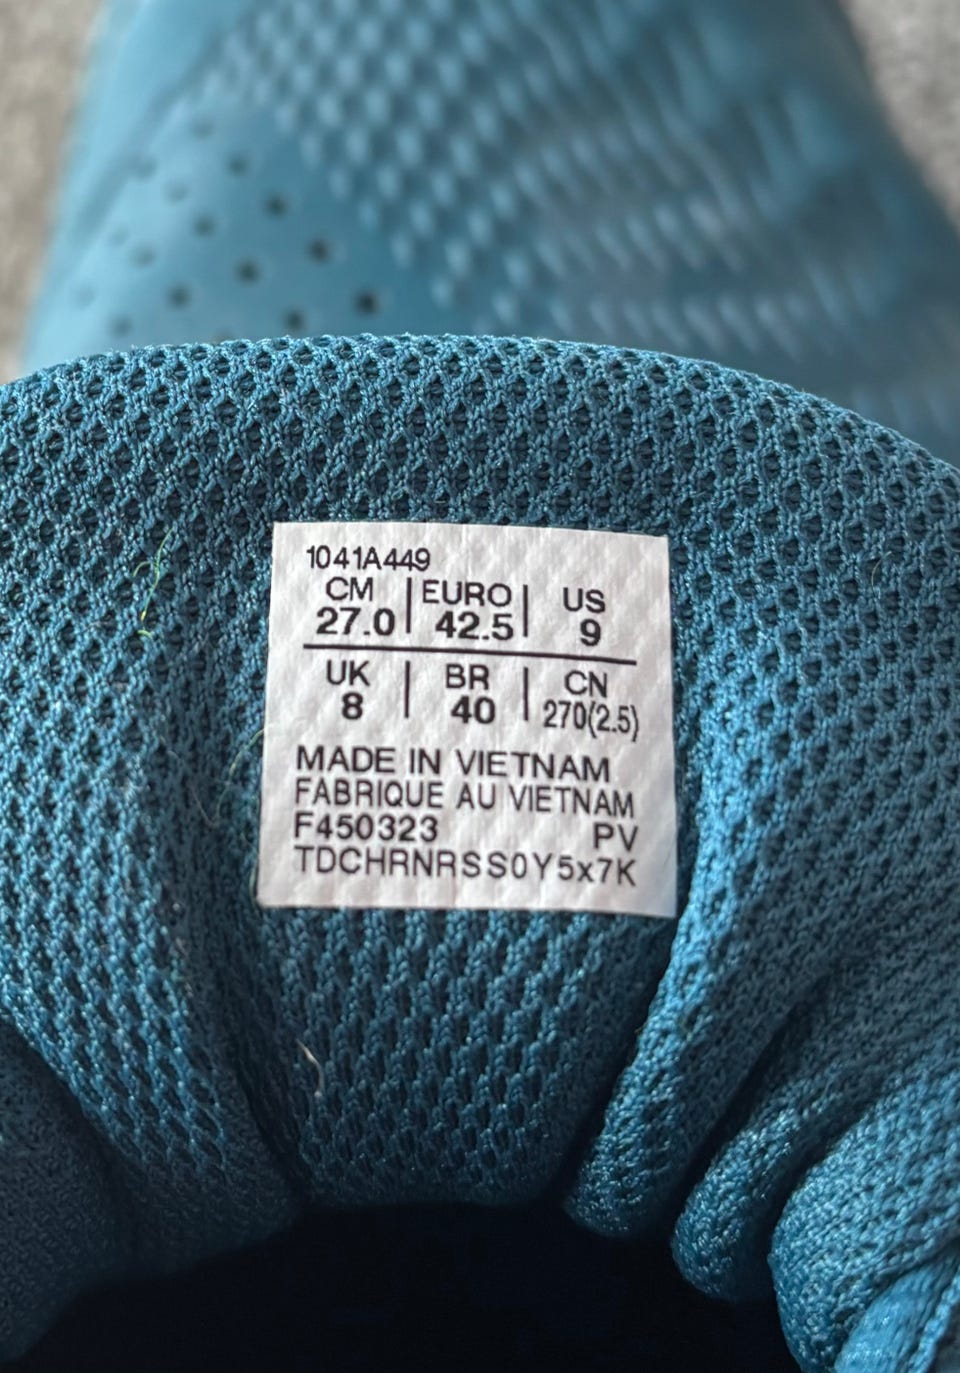 1041A449
CM | EURO | US
27.0 | 42.5 | 9
UK | BR | CN
8 | 40 | 270(2.5)
MADE IN VIETNAM
FABRIQUE AU VIETNAM
F450323 PV
TDCHRNRSS0Y5x7K